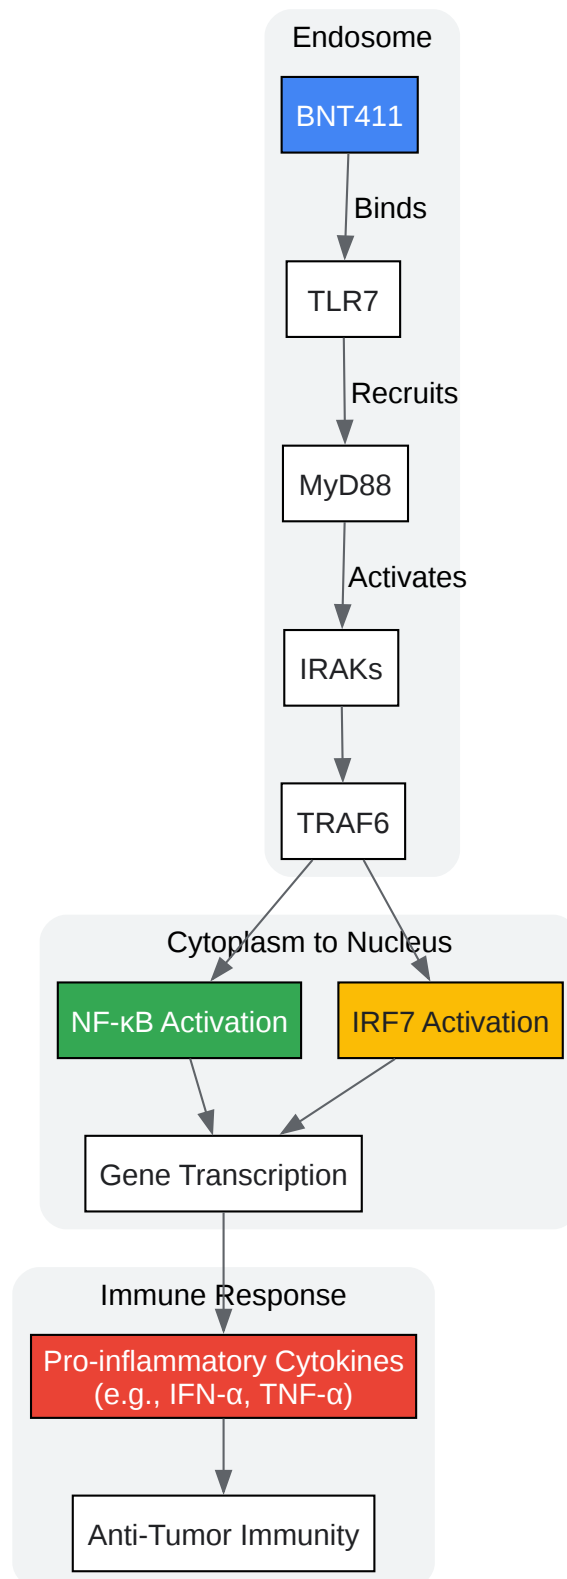 Endosome
BNT411
Binds
TLR7
Recruits
MyD88
Activates
IRAKs
TRAF6
Cytoplasm to Nucleus
NF-κB Activation
IRF7 Activation
Gene Transcription
Immune Response
Pro-inflammatory Cytokines
(e.g., IFN-α, TNF-α)
Anti-Tumor Immunity